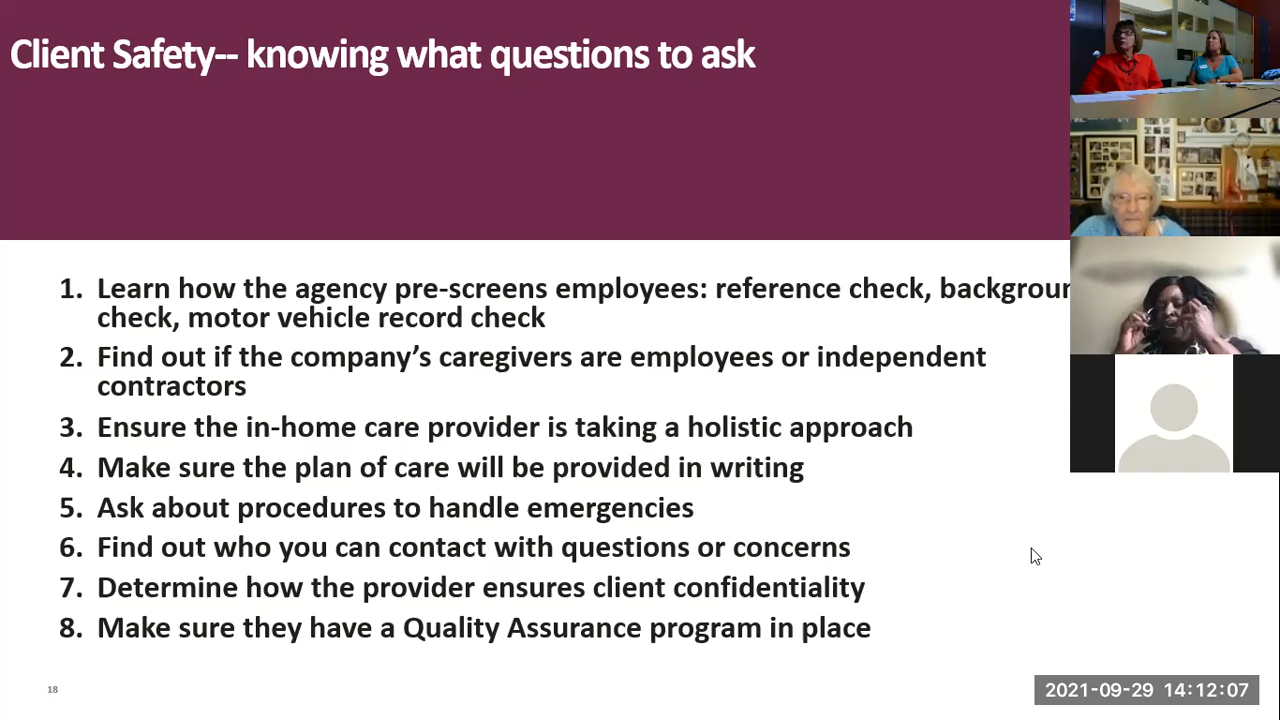 Client Safety-- knowing what questions to ask
1. Learn how the agency pre-screens employees: reference check, backgroun
check, motor vehicle record check
2. Find out if the company’s caregivers are employees or independent
contractors
3. Ensure the in-home care provider is taking a holistic approach
4. Make sure the plan of care will be provided in writing
5. Ask about procedures to handle emergencies
6. Find out who you can contact with questions or concerns
7. Determine how the provider ensures client confidentiality
8. Make sure they have a Quality Assurance program in place
18
2021-09-29 14:12:07